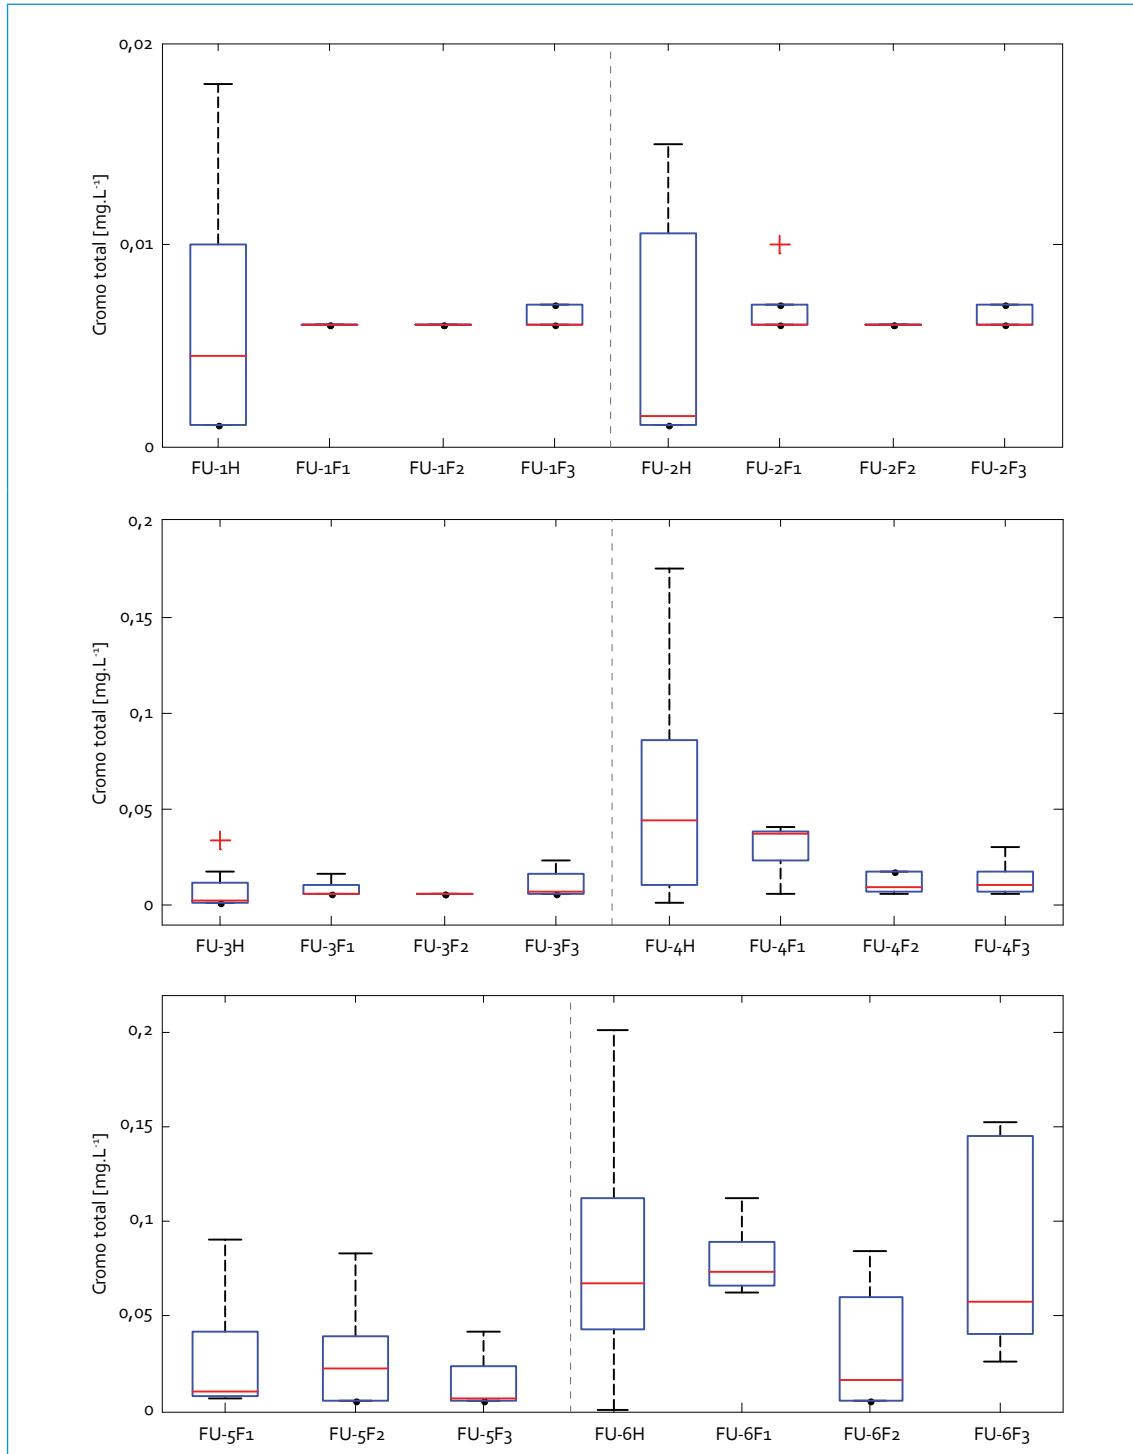 0,02
0,01
0
Cromo total [mg.L⁻¹]
FU-1H FU-1F1 FU-1F2 FU-1F3 FU-2H FU-2F1 FU-2F2 FU-2F3
0,2
0,15
0,1
0,05
0
Cromo total [mg.L⁻¹]
FU-3H FU-3F1 FU-3F2 FU-3F3 FU-4H FU-4F1 FU-4F2 FU-4F3
0,2
0,15
0,1
0,05
0
Cromo total [mg.L⁻¹]
FU-5F1 FU-5F2 FU-5F3 FU-6H FU-6F1 FU-6F2 FU-6F3